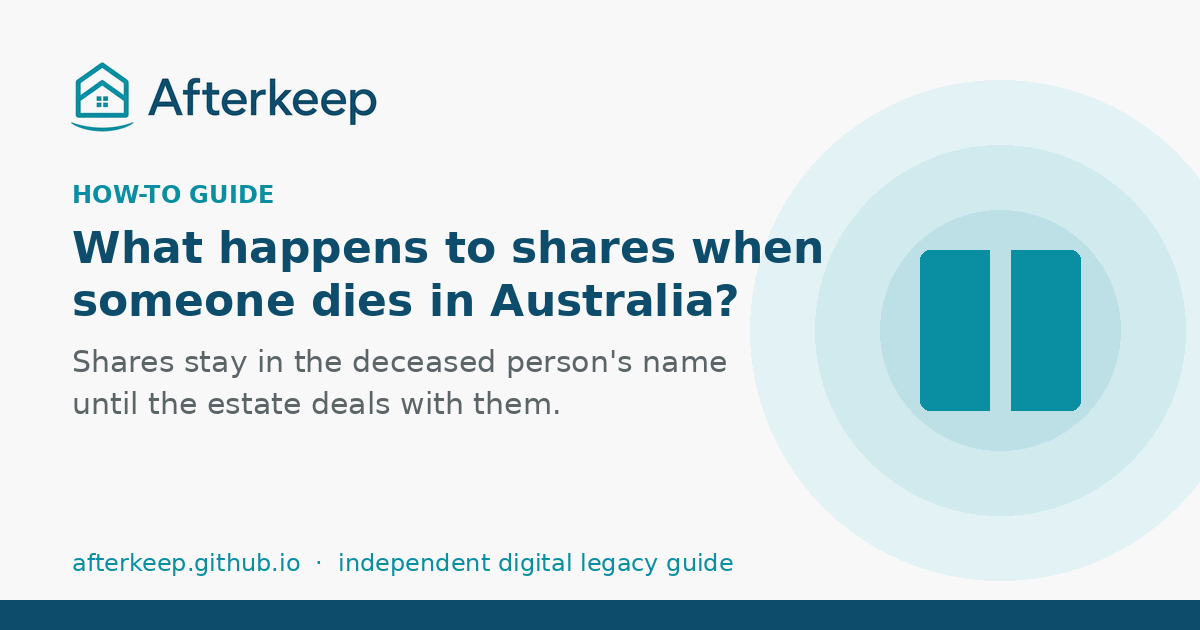 Afterkeep
HOW-TO GUIDE
What happens to shares when
someone dies in Australia?
Shares stay in the deceased person's name
until the estate deals with them.
afterkeep.github.io · independent digital legacy guide